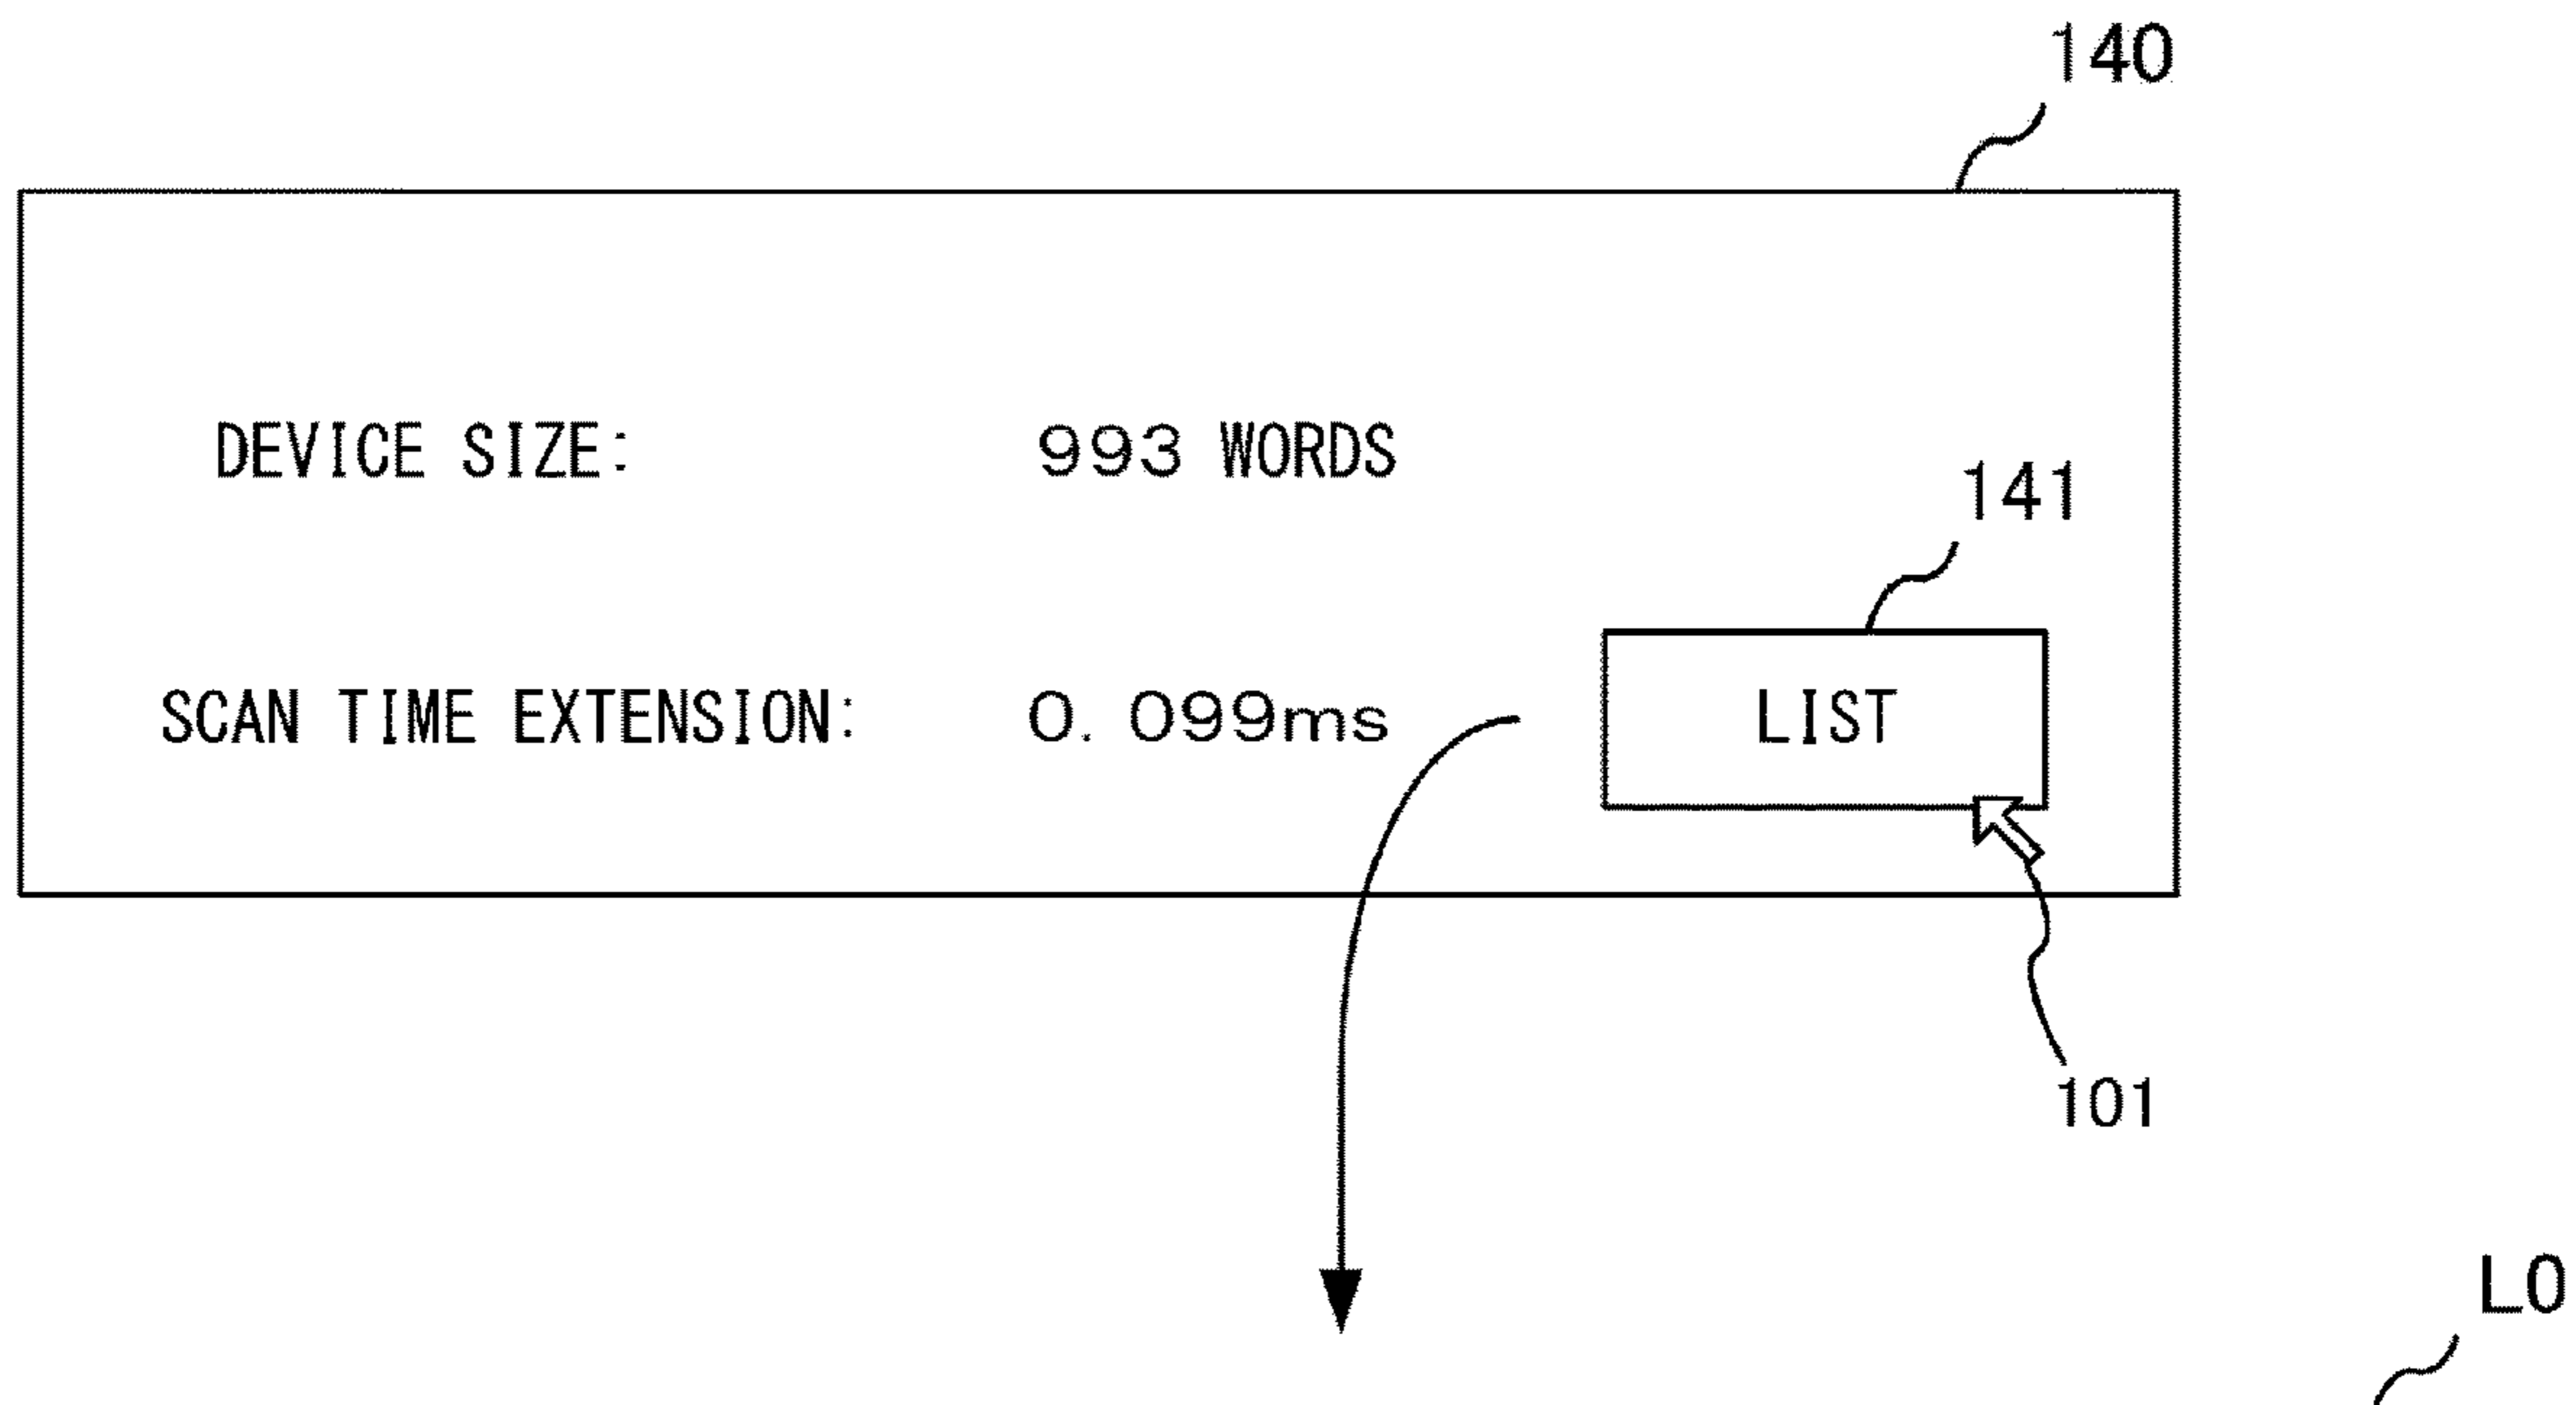 140
DEVICE SIZE: 993 WORDS
141
SCAN TIME EXTENSION: 0.099ms LIST
101
L0